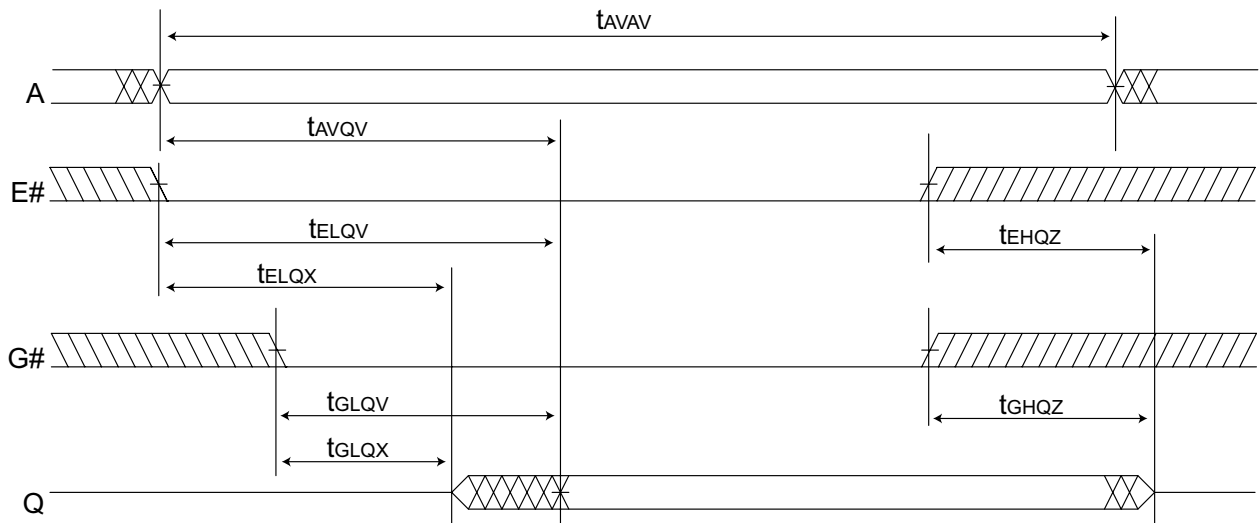 tAVAV
A
tAVQV
E#
tELQV
tEHQZ
tELQX
G#
tGLQV
tGHQZ
tGLQX
Q